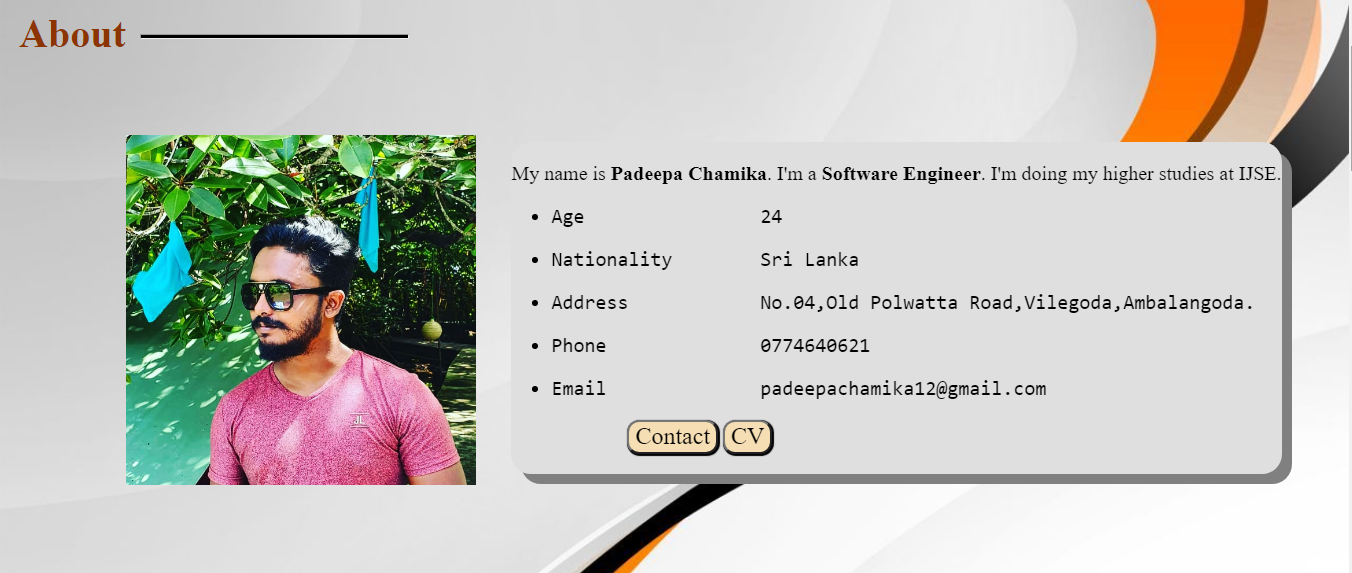 About
My name is Padeepa Chamika. I'm a Software Engineer. I'm doing my higher studies at IJSE.
Age 24
Nationality Sri Lanka
Address No.04,Old Polwatta Road,Vilegoda,Ambalangoda.
Phone 0774640621
Email padeepachamika12@gmail.com
Contact CV
JL